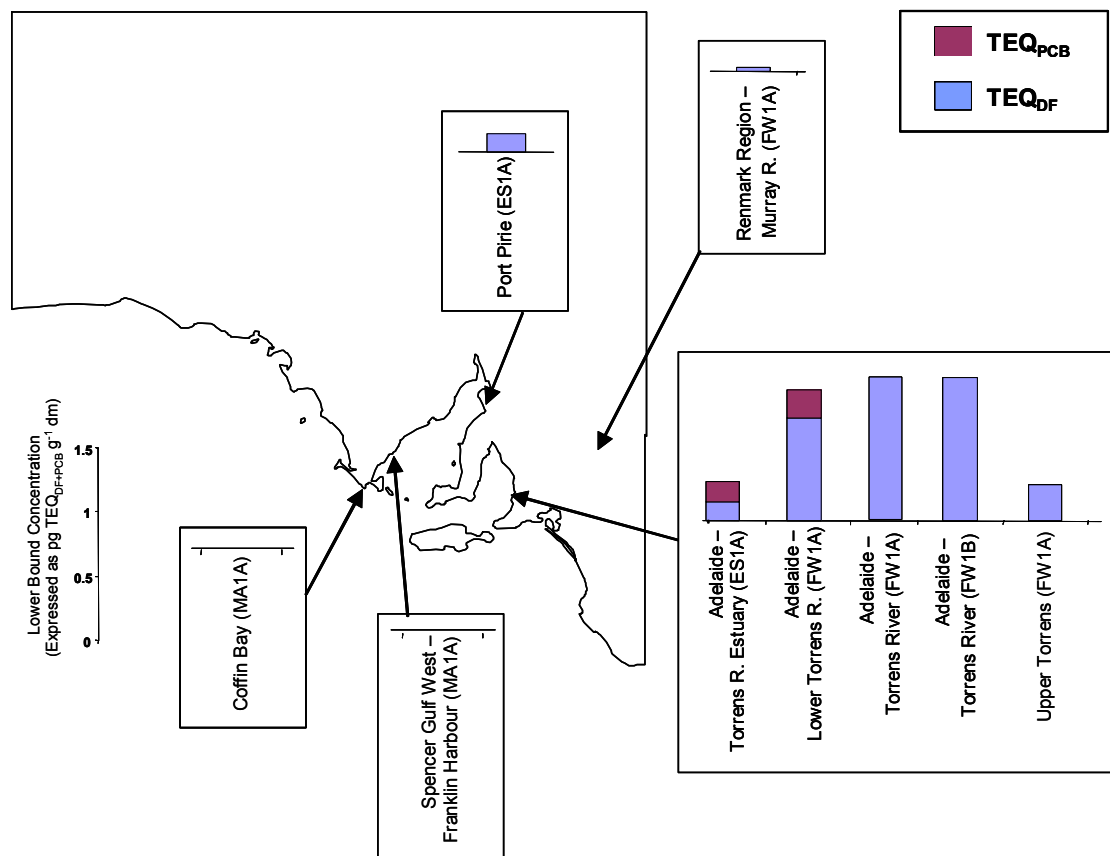 TEQPCB
TEQDF
Renmark Region –
Murray R. (FW1A)
Port Pirie (ES1A)
Lower Bound Concentration
(Expressed as pg TEQDF+PCB g-1 dm)
1.5
1
0.5
0
Coffin Bay (MA1A)
Spencer Gulf West –
Franklin Harbour (MA1A)
Adelaide –
Torrens R. Estuary (ES1A)
Adelaide –
Lower Torrens R. (FW1A)
Adelaide –
Torrens River (FW1A)
Adelaide –
Torrens River (FW1B)
Upper Torrens (FW1A)